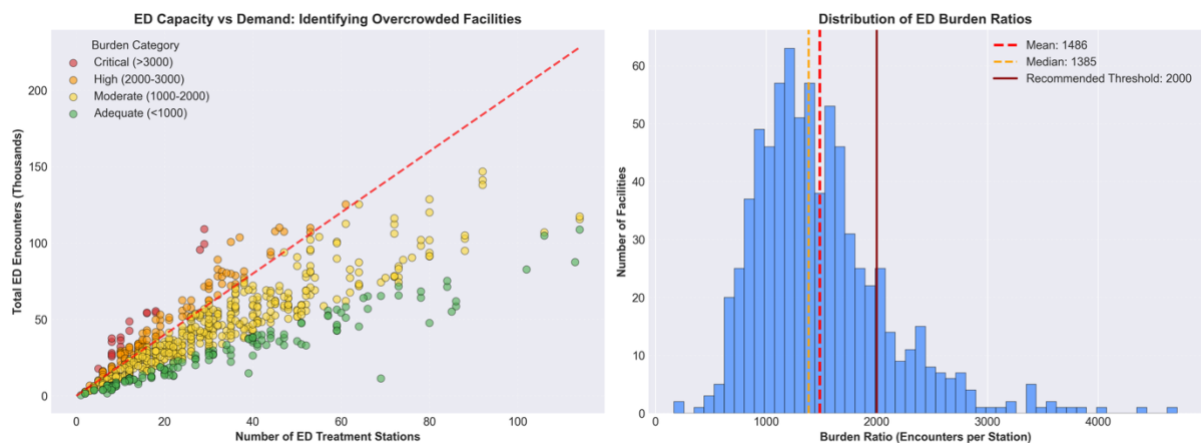 ED Capacity vs Demand: Identifying Overcrowded Facilities
Burden Category
Critical (>3000)
High (2000-3000)
Moderate (1000-2000)
Adequate (<1000)
Total ED Encounters (Thousands)
200
150
100
50
0
0 20 40 60 80 100
Number of ED Treatment Stations
Distribution of ED Burden Ratios
Mean: 1486
Median: 1385
Recommended Threshold: 2000
Number of Facilities
60
50
40
30
20
10
0
0 1000 2000 3000 4000
Burden Ratio (Encounters per Station)